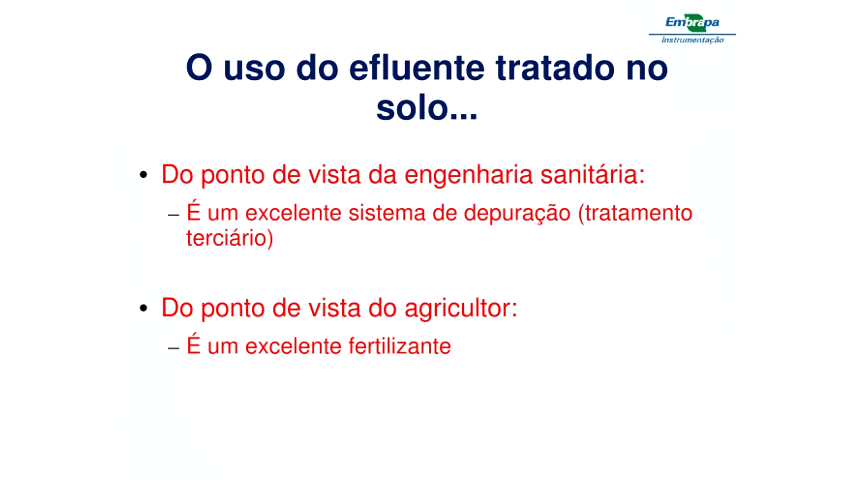 Embrapa
Instrumentação
O uso do efluente tratado no
solo...
• Do ponto de vista da engenharia sanitária:
– É um excelente sistema de depuração (tratamento
terciário)
• Do ponto de vista do agricultor:
– É um excelente fertilizante